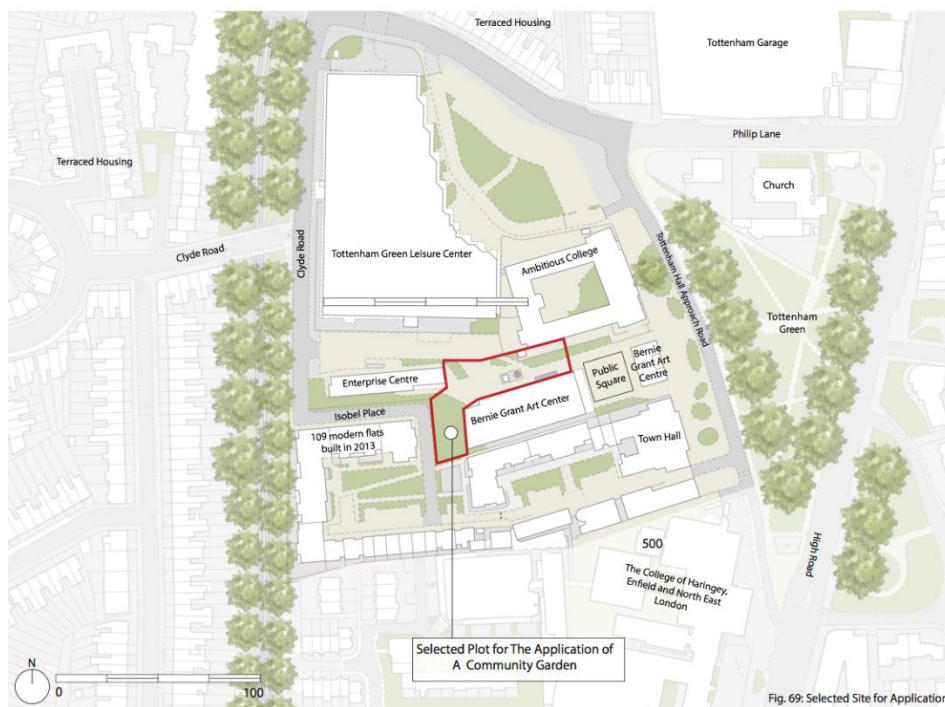 Terraced Housing
Tottenham Garage
Philip Lane
Terraced Housing
Church
Clyde Road
Clyde Road
Tottenham Green Leisure Center
Ambitious College
Tottenham Hall Approach Road
Tottenham
Green
Enterprise Centre
Public
Square
Bernie
Grant Art
Centre
Isobel Place
Bernie Grant Art Center
109 modern flats
built in 2013
Town Hall
500
The College of Haringey,
Enfield and North East
London
High Road
Selected Plot for The Application of
A Community Garden
N
0
100
Fig. 69: Selected Site for Application